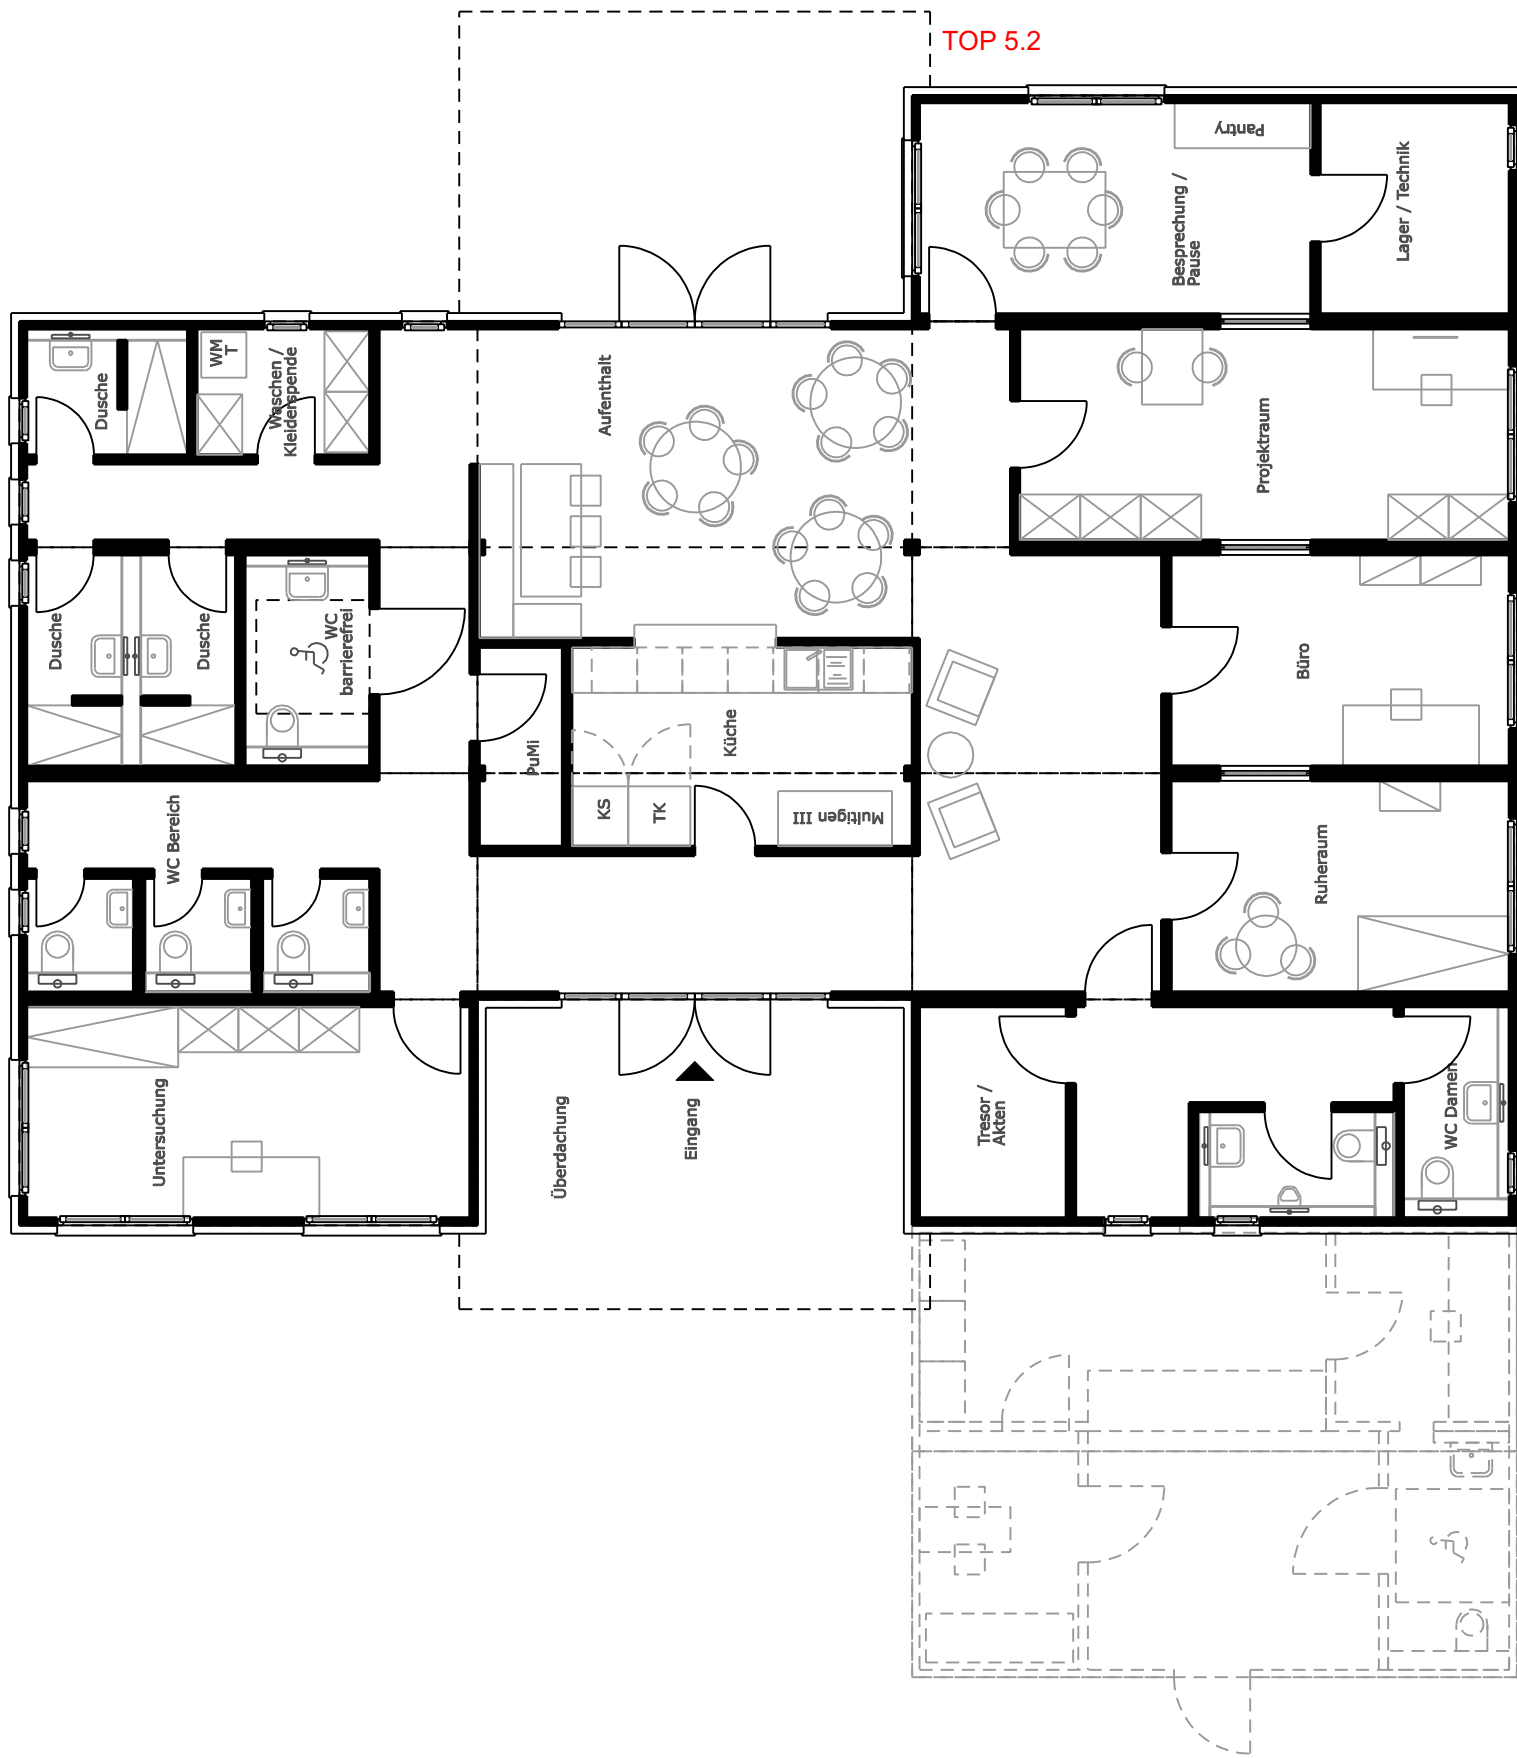 TOP 5.2
Pantry
Besprechung /
Pause
Lager / Technik
Dusche
WM
T
Waschen /
Kleiderspende
Aufenthalt
Projektraum
Dusche
Dusche
WC
barrierefrei
PuMi
Küche
KS
TK
Multigen III
Büro
WC Bereich
Ruheraum
Untersuchung
Überdachung
Eingang
Tresor /
Akten
WC Damen